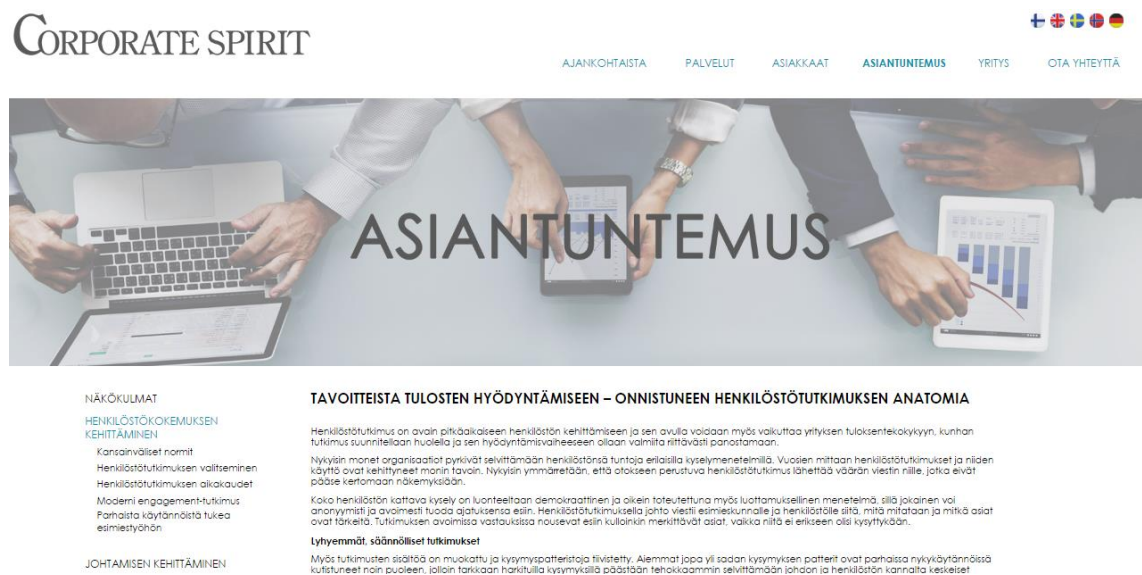 CORPORATE SPIRIT
AJANKOHTAISTA PALVELUT ASIAKKAAT ASIANTUNTEMUS YRITYS OTA YHTEYTTÄ
ASIANTUNTEMUS
NÄKÖKULMAT
HENKILÖSTÖKOKEMUKSEN
KEHITTÄMINEN
Kansainväliset normit
Henkilöstötutkimuksen valitseminen
Henkilöstötutkimuksen aikakaudet
Moderni engagement-tutkimus
Parhaista käytännöistä tukea
esimiestyöhön
JOHTAMISEN KEHITTÄMINEN
TAVOITTEISTA TULOSTEN HYÖDYNTÄMISEEN – ONNISTUNEEN HENKILÖSTÖTUTKIMUKSEN ANATOMIA
Henkilöstötutkimus on avain pitkäaikaiseen henkilöstön kehittämiseen ja sen avulla voidaan myös vaikuttaa yrityksen tuloksentekokykyyn, kunhan
tutkimus suunnitellaan huolella ja sen hyödyntämisvaiheeseen ollaan valmiita riittävästi panostamaan.
Nykyisin monet organisaatiot pyrkivät selvittämään henkilöstönsä tuntoja erilaisilla kyselymenetelmillä. Vuosien mittaan henkilöstötutkimukset ja niiden
käyttö ovat kehittyneet monin tavoin. Nykyisin ymmärretään, että otokseen perustuva henkilöstötutkimus lähettää väärän viestin niille, jotka eivät
pääse kertomaan näkemyksiään.
Koko henkilöstön kattava kysely on luonteeltaan demokraattinen ja oikein toteutettuna myös luottamuksellinen menetelmä, sillä jokainen voi
anonyymisti ja avoimesti tuoda ajatuksensa esiin. Henkilöstötutkimuksella johto viestii esimieskunnalle ja henkilöstölle siitä, mitä mitataan ja mitkä asiat
ovat tärkeitä. Tutkimuksen avoimissa vastauksissa nousevat esiin kulloinkin merkittävät asiat, vaikka niitä ei erikseen olisi kysyttykään.
Lyhyemmät, säännölliset tutkimukset
Myös tutkimusten sisältöä on muokattu ja kysymyspatteristoja tiivistetty. Aiemmat jopa yli sadan kysymyksen patterit ovat parhaissa nykykäytännöissä
kutistuneet noin puoleen, jolloin tarkkaan harkituilla kysymyksillä päästään tehokkaammin selvittämään johdon ja henkilöstön kannalta keskeiset